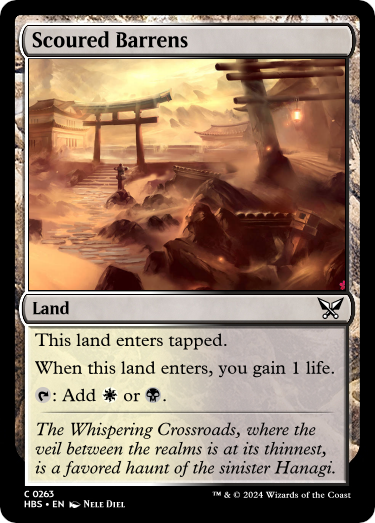 Scoured Barrens
Land
This land enters tapped.
When this land enters, you gain 1 life.
: Add or .
The Whispering Crossroads, where the
veil between the realms is at its thinnest,
is a favored haunt of the sinister Hanagi.
C 0263
HBS • EN Nele Diel
™ & © 2024 Wizards of the Coast